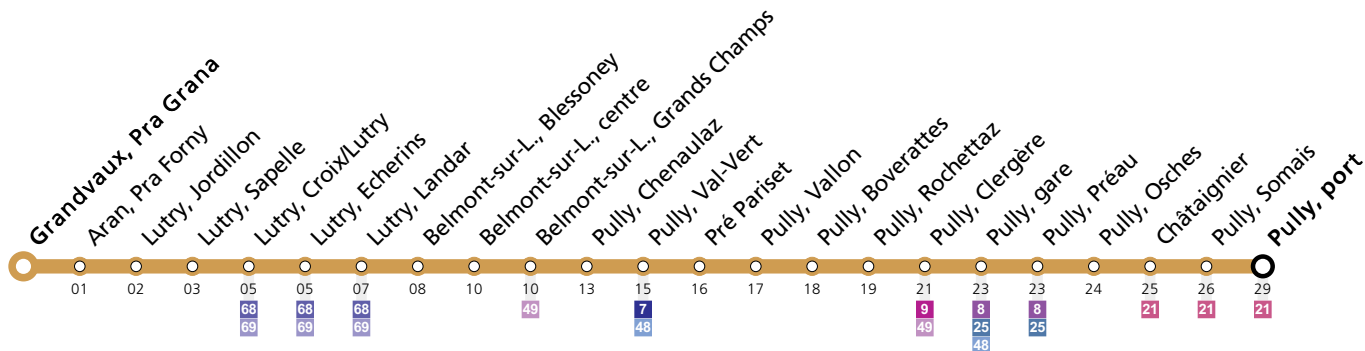 Grandvaux, Pra Grana
Aran, Pra Forny
Lutry, Jordillon
Lutry, Sapelle
Lutry, Croix/Lutry
Lutry, Echerins
Lutry, Landar
Belmont-sur-L., Blessoney
Belmont-sur-L., centre
Belmont-sur-L., Grands Champs
Pully, Chenaulaz
Pully, Val-Vert
Pré Pariset
Pully, Vallon
Pully, Boverattes
Pully, Rochettaz
Pully, Clergère
Pully, gare
Pully, Préau
Pully, Osches
Châtaignier
Pully, Somais
Pully, port
01 02 03 05 05 07 08 10 10 13 15 16 17 18 19 21 23 23 24 25 26 29
68 68 68 49 7 9 8 8 21 21 21
69 69 69 48 49 25 25
48